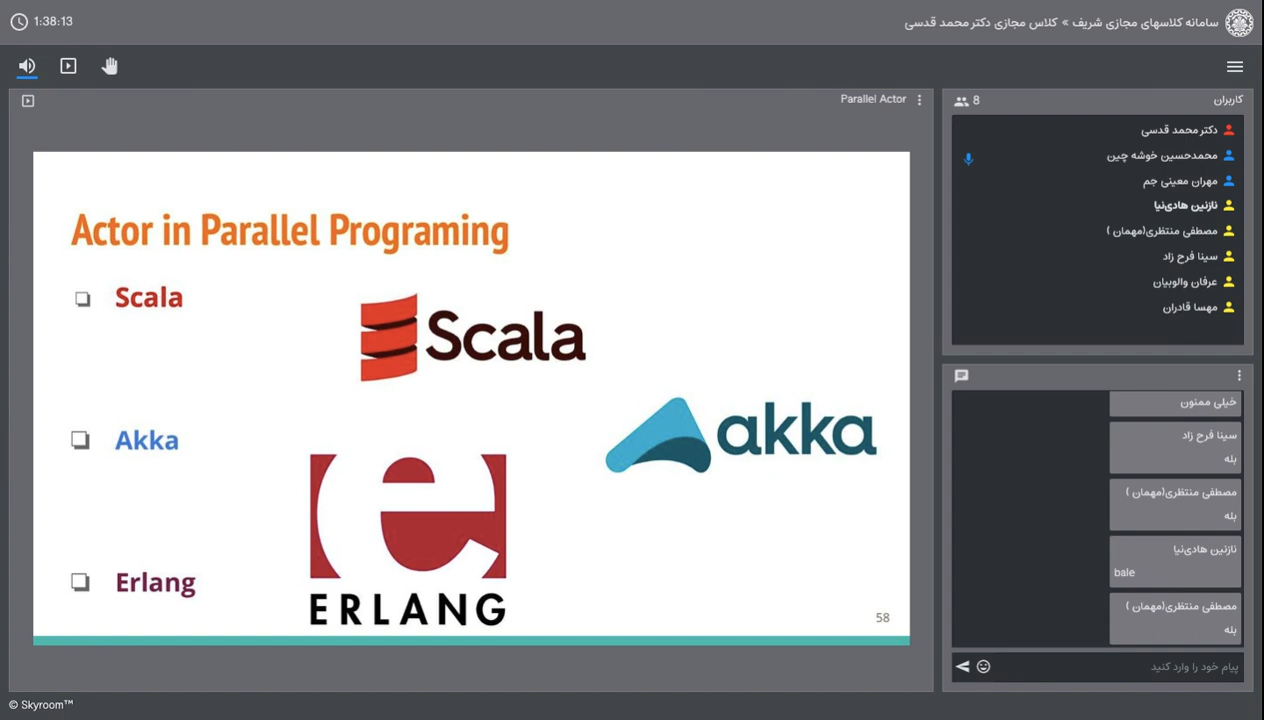 1:38:13
سامانه کلاسهای مجازی شریف » کلاس مجازی دکتر محمد قدسی
Parallel Actor
Actor in Parallel Programing
Scala
Scala
Akka
akka
Erlang
ERLANG
58
کاربران
8
دکتر محمد قدسی
محمدحسین خوشه چین
مهران معینی جم
نازنین هادی‌نیا
مصطفی منتظری(مهمان )
سینا فرح زاد
عرفان والوبیان
مهسا قادران
خیلی ممنون
سینا فرح زاد
بله
مصطفی منتظری(مهمان )
بله
نازنین هادی‌نیا
bale
مصطفی منتظری(مهمان )
بله
پیام خود را وارد کنید
© Skyroom™